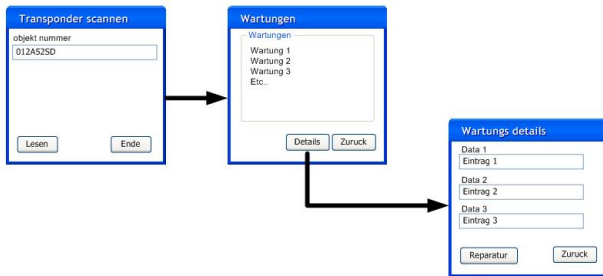 Transponder scannen
objekt nummer
012A52SD
Lesen
Ende
Wartungen
Wartungen
Wartung 1
Wartung 2
Wartung 3
Etc..
Details
Zuruck
Wartungs details
Data 1
Eintrag 1
Data 2
Eintrag 2
Data 3
Eintrag 3
Reparatur
Zuruck